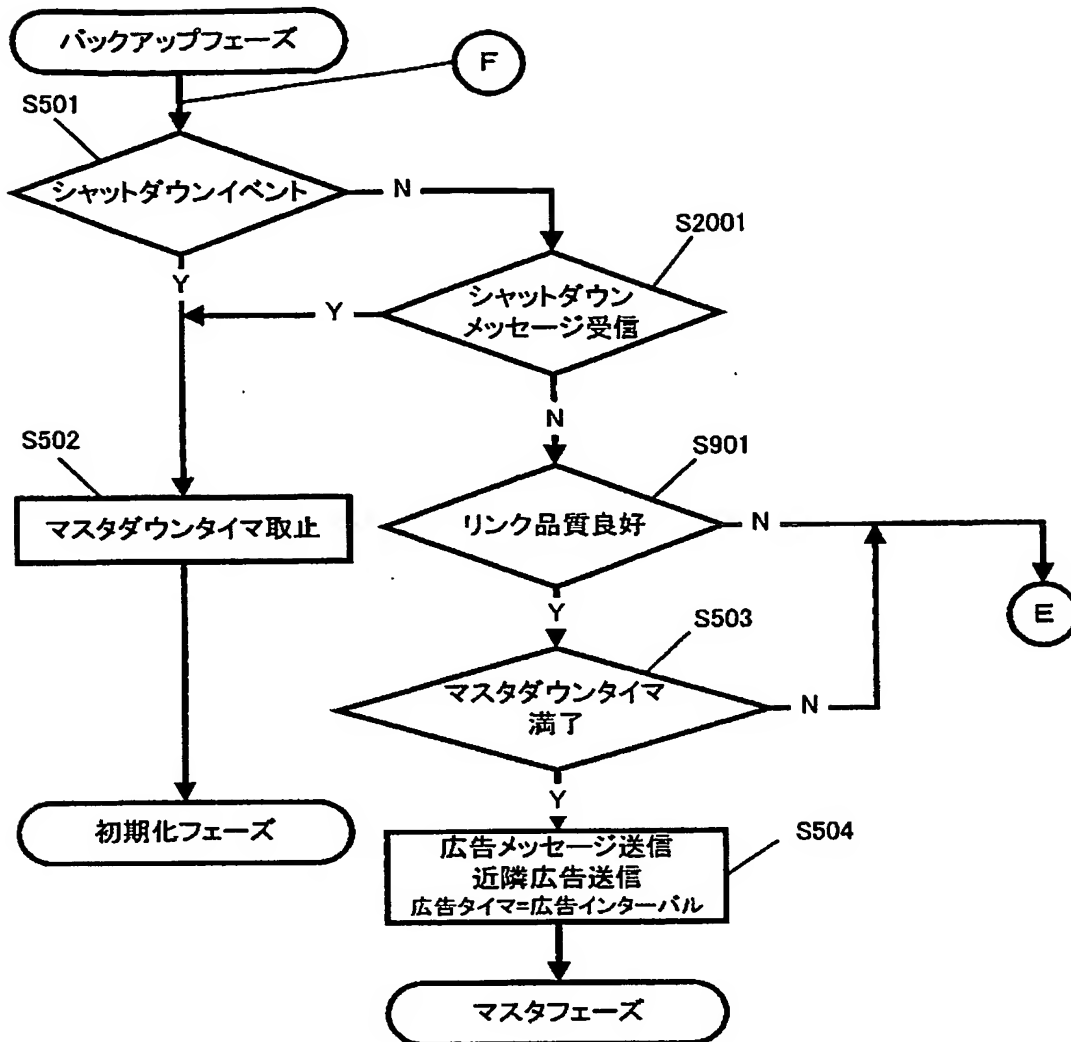 バックアップフェーズ
F
S501
シャットダウンイベント
N
S2001
Y
シャットダウン
メッセージ受信
Y
N
S502
S901
マスタダウンタイマ取止
リンク品質良好
N
E
Y
S503
マスタダウンタイマ
満了
N
Y
初期化フェーズ
S504
広告メッセージ送信
近隣広告送信
広告タイマ=広告インターバル
マスタフェーズ